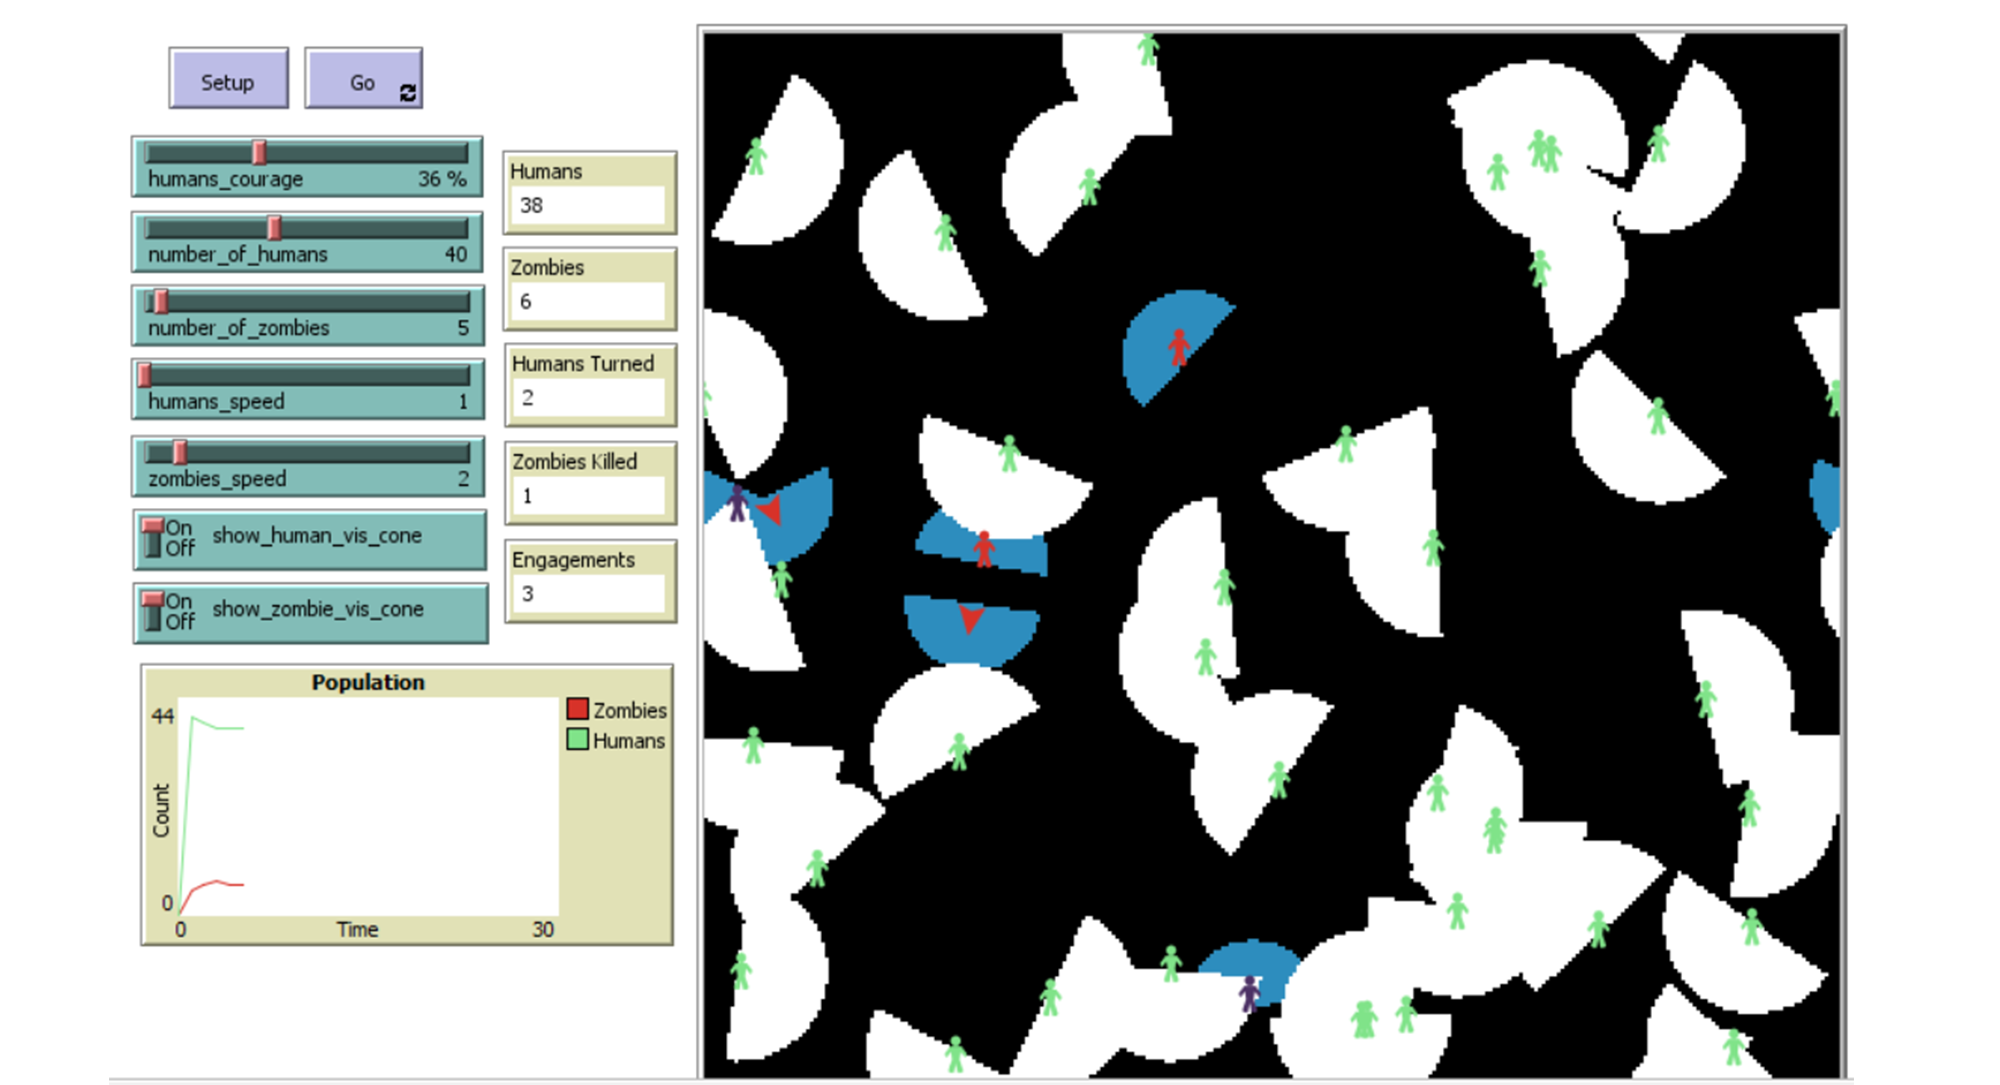 Setup
Go
humans_courage 36 %
number_of_humans 40
number_of_zombies 5
humans_speed 1
zombies_speed 2
On
Off
show_human_vis_cone
On
Off
show_zombie_vis_cone
Humans
38
Zombies
6
Humans Turned
2
Zombies Killed
1
Engagements
3
Population
44
0
Count
0
Time
30
Zombies
Humans